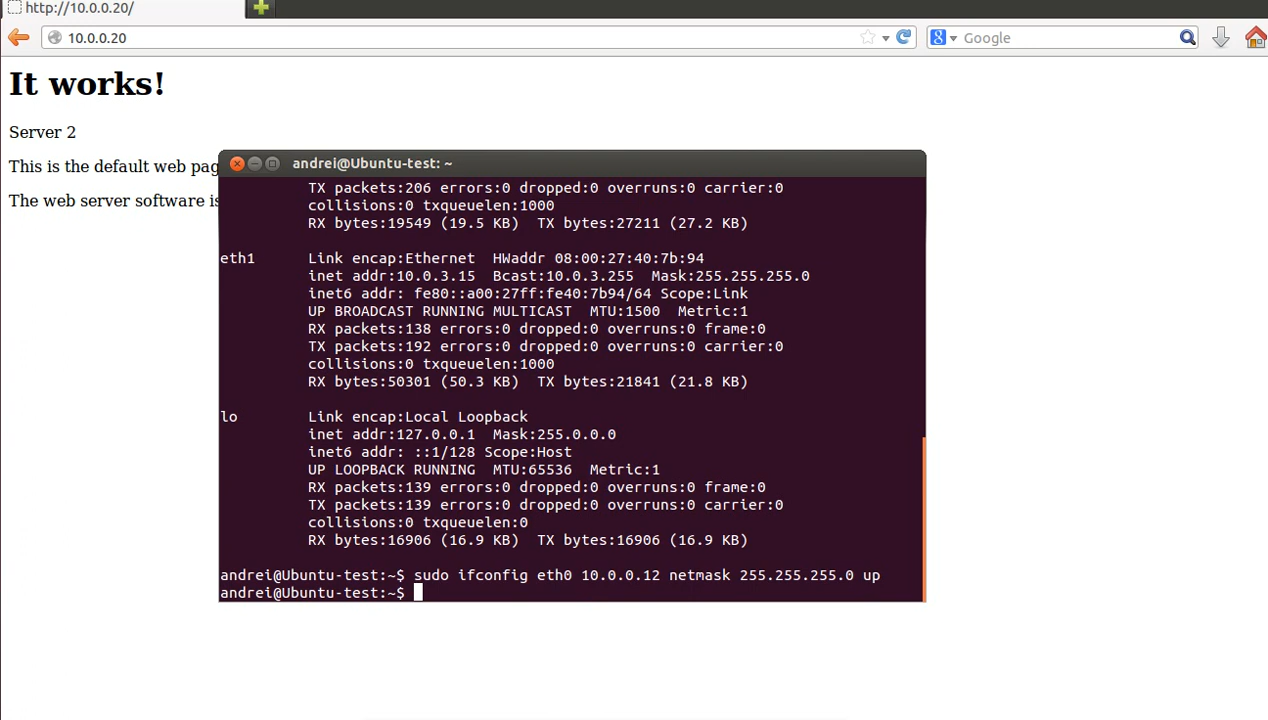 http://10.0.0.20/
10.0.0.20
Google
It works!
Server 2
This is the default web pag
The web server software is
andrei@Ubuntu-test: ~
TX packets:206 errors:0 dropped:0 overruns:0 carrier:0
collisions:0 txqueuelen:1000
RX bytes:19549 (19.5 KB)  TX bytes:27211 (27.2 KB)
eth1      Link encap:Ethernet  HWaddr 08:00:27:40:7b:94
inet addr:10.0.3.15  Bcast:10.0.3.255  Mask:255.255.255.0
inet6 addr: fe80::a00:27ff:fe40:7b94/64 Scope:Link
UP BROADCAST RUNNING MULTICAST  MTU:1500  Metric:1
RX packets:138 errors:0 dropped:0 overruns:0 frame:0
TX packets:192 errors:0 dropped:0 overruns:0 carrier:0
collisions:0 txqueuelen:1000
RX bytes:50301 (50.3 KB)  TX bytes:21841 (21.8 KB)
lo        Link encap:Local Loopback
inet addr:127.0.0.1  Mask:255.0.0.0
inet6 addr: ::1/128 Scope:Host
UP LOOPBACK RUNNING  MTU:65536  Metric:1
RX packets:139 errors:0 dropped:0 overruns:0 frame:0
TX packets:139 errors:0 dropped:0 overruns:0 carrier:0
collisions:0 txqueuelen:0
RX bytes:16906 (16.9 KB)  TX bytes:16906 (16.9 KB)
andrei@Ubuntu-test:~$ sudo ifconfig eth0 10.0.0.12 netmask 255.255.255.0 up
andrei@Ubuntu-test:~$